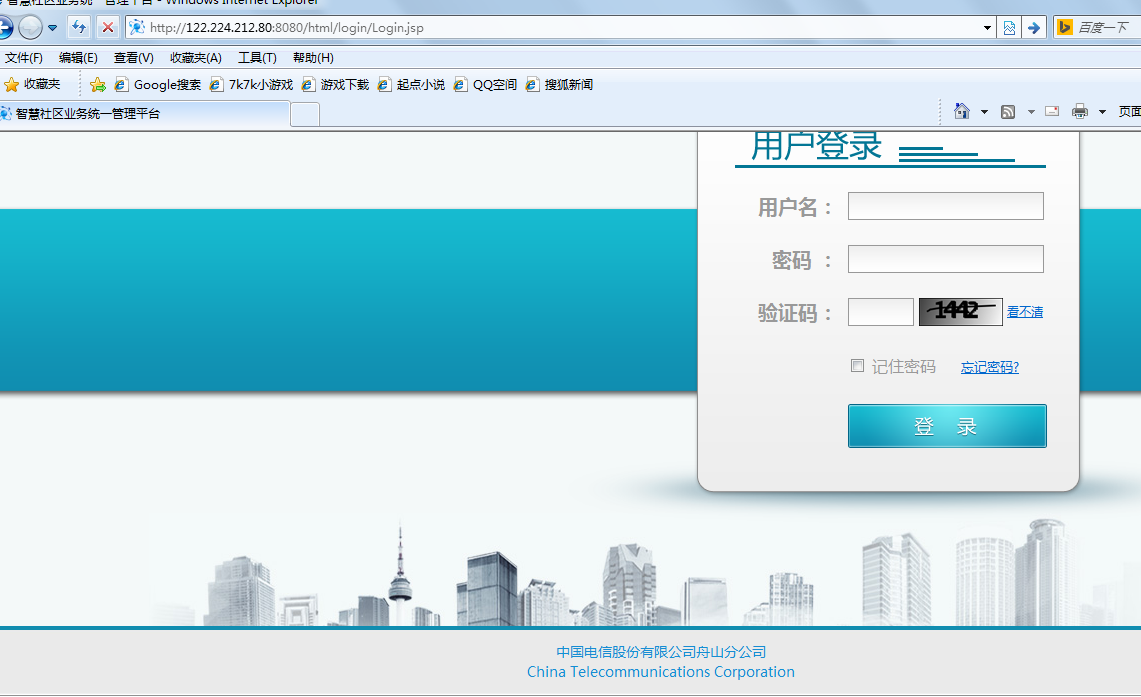 智慧社区业务统一管理平台 - Windows Internet Explorer
http://122.224.212.80:8080/html/login/Login.jsp
百度一下
文件(F) 编辑(E) 查看(V) 收藏夹(A) 工具(T) 帮助(H)
收藏夹 Google搜索 7k7k小游戏 游戏下载 起点小说 QQ空间 搜狐新闻
智慧社区业务统一管理平台
页面
用户登录
用户名：
密码 ：
验证码： 1442 看不清
记住密码 忘记密码?
登 录
中国电信股份有限公司舟山分公司
China Telecommunications Corporation